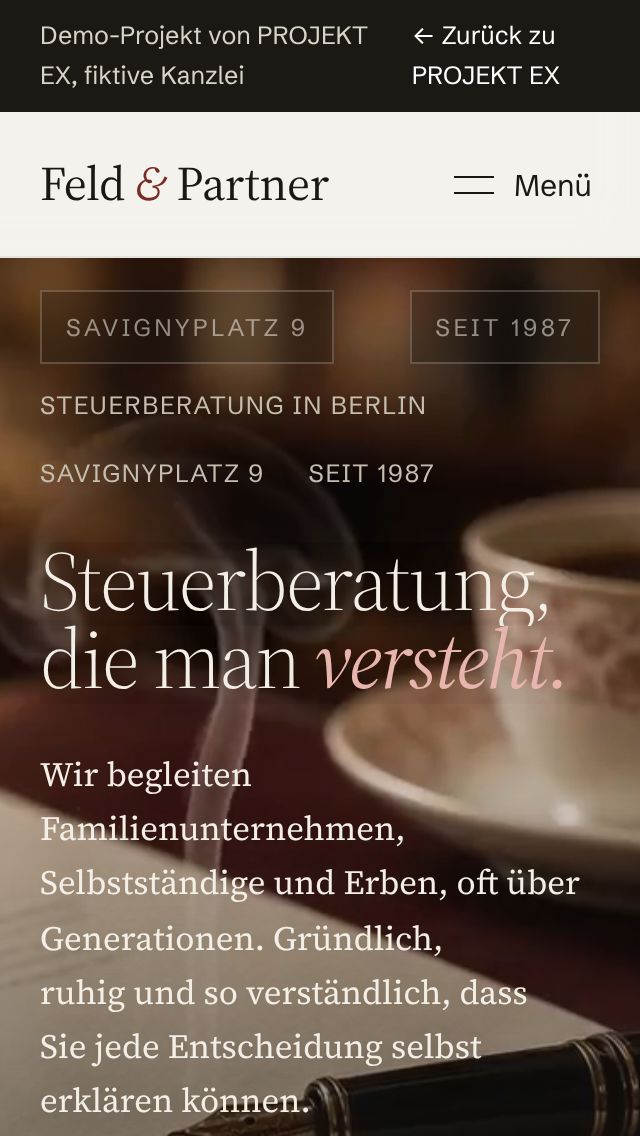 Demo-Projekt von PROJEKT
EX, fiktive Kanzlei
← Zurück zu
PROJEKT EX
Feld & Partner
Menü
SAVIGNYPLATZ 9
SEIT 1987
STEUERBERATUNG IN BERLIN
SAVIGNYPLATZ 9 SEIT 1987
Steuerberatung,
die man versteht.
Wir begleiten
Familienunternehmen,
Selbstständige und Erben, oft über
Generationen. Gründlich,
ruhig und so verständlich, dass
Sie jede Entscheidung selbst
erklären können.